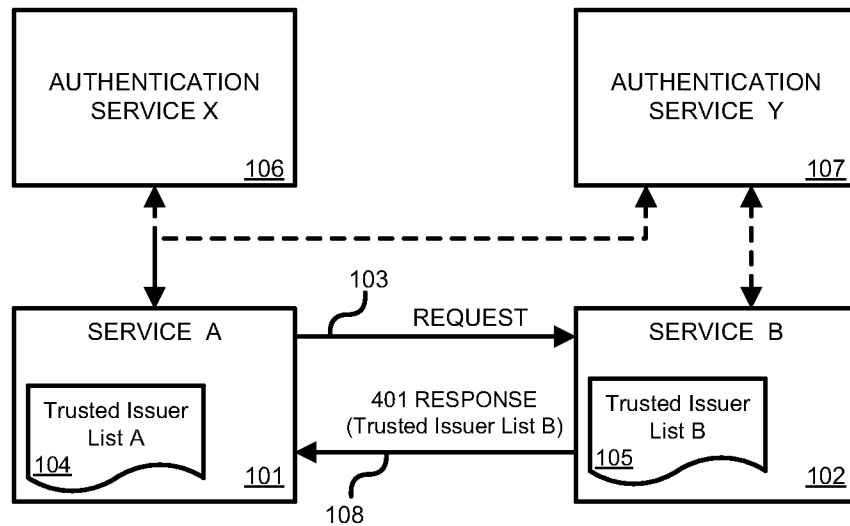 AUTHENTICATION
SERVICE X
106
AUTHENTICATION
SERVICE Y
107
103
SERVICE A
REQUEST
SERVICE B
Trusted Issuer
List A
104
101
401 RESPONSE
(Trusted Issuer List B)
Trusted Issuer
List B
105
102
108